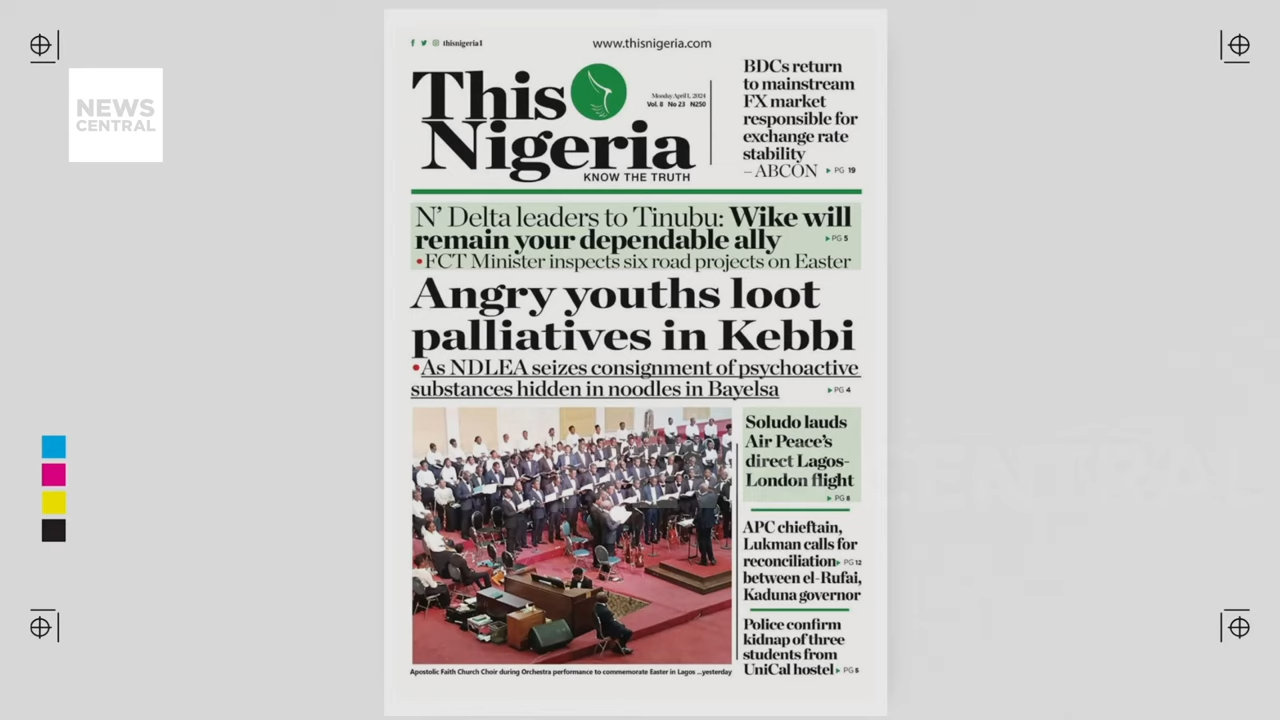 NEWS
CENTRAL
thisnigeria1
www.thisnigeria.com
This
Nigeria
KNOW THE TRUTH
Monday April 1, 2024
Vol. 8 No 23 N250
BDCs return
to mainstream
FX market
responsible for
exchange rate
stability
– ABCON ▶ PG 19
N' Delta leaders to Tinubu: Wike will
remain your dependable ally ▶PG 5
•FCT Minister inspects six road projects on Easter
Angry youths loot
palliatives in Kebbi
•As NDLEA seizes consignment of psychoactive
substances hidden in noodles in Bayelsa ▶PG 4
Soludo lauds
Air Peace's
direct Lagos-
London flight
▶ PG 8
APC chieftain,
Lukman calls for
reconciliation▶ PG 12
between el-Rufai,
Kaduna governor
Police confirm
kidnap of three
students from
UniCal hostel ▶ PG 5
Apostolic Faith Church Choir during Orchestra performance to commemorate Easter in Lagos ...yesterday